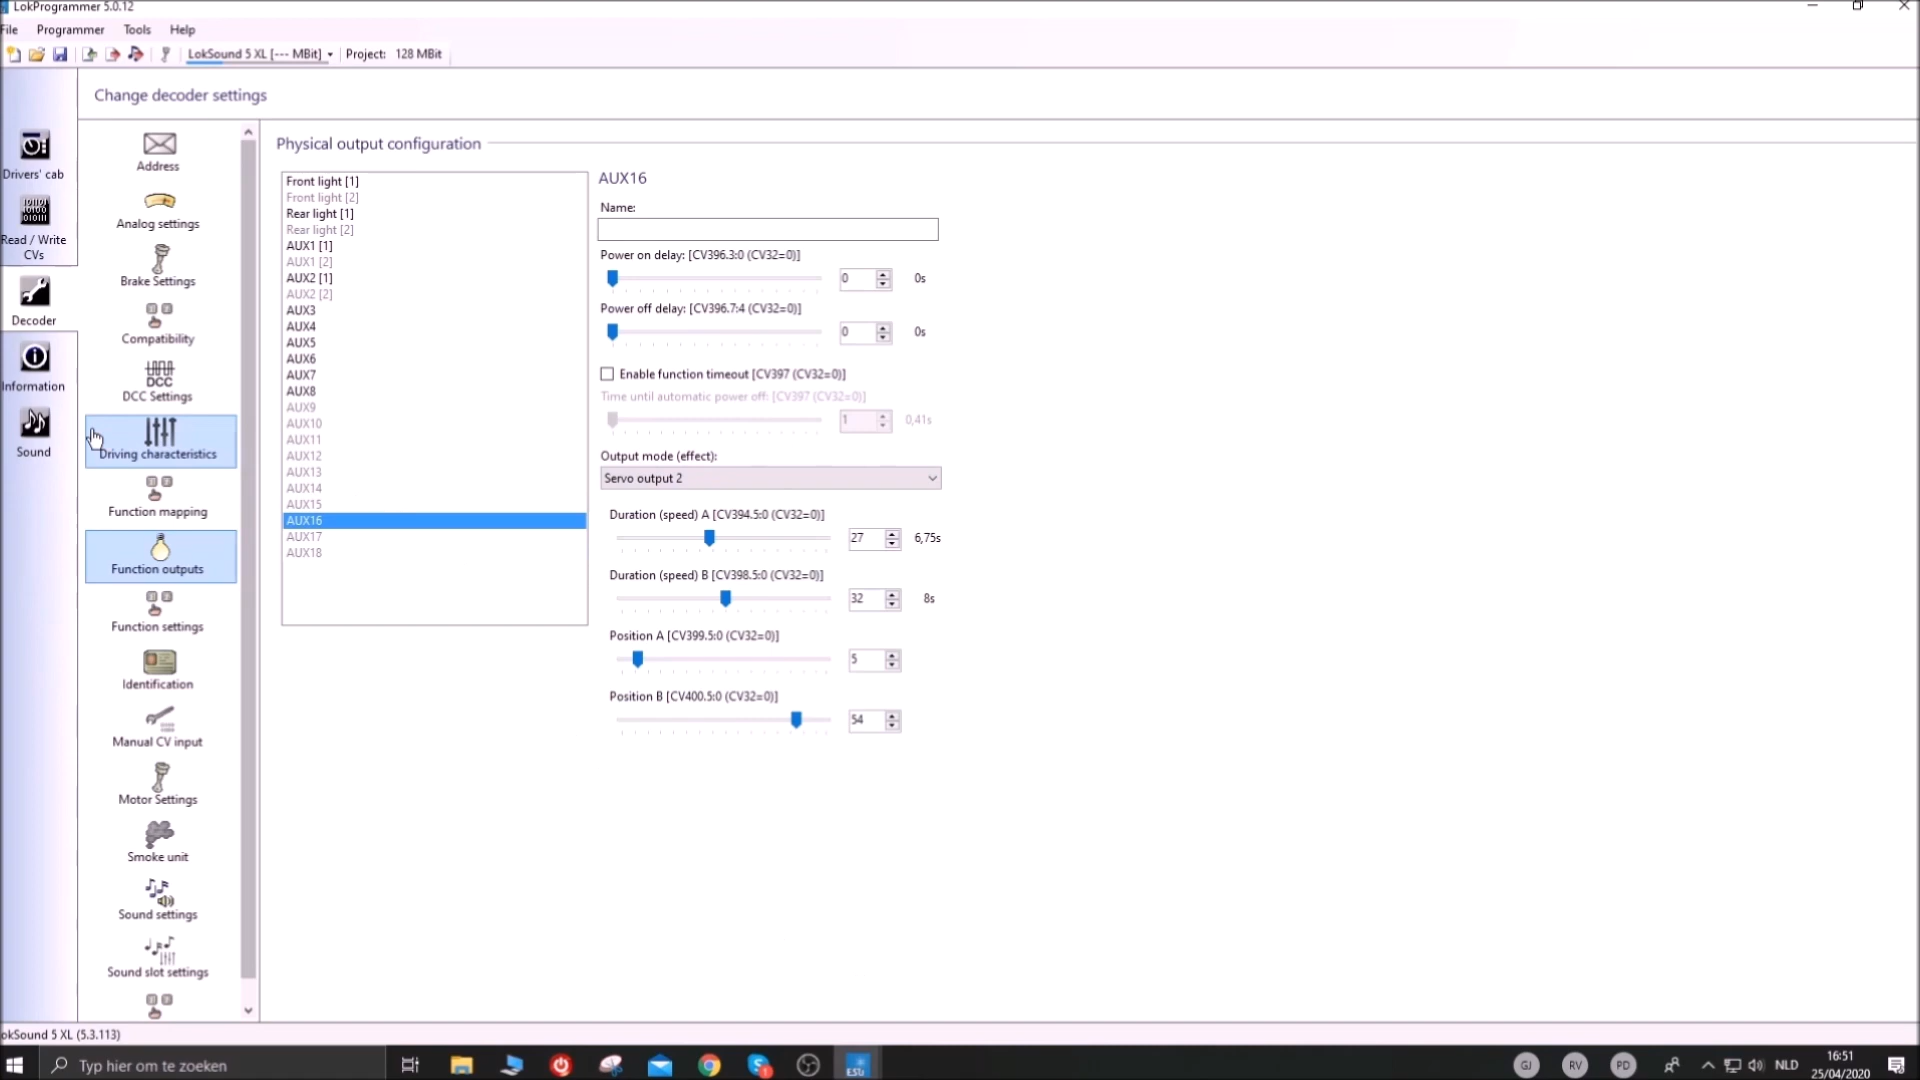 LokProgrammer 5.0.12
File Programmer Tools Help
LokSound 5 XL [--- MBit] Project: 128 MBit
Change decoder settings
Drivers' cab
Read / Write
CVs
Decoder
Information
Sound
Address
Analog settings
Brake Settings
Compatibility
DCC
DCC Settings
Driving characteristics
Function mapping
Function outputs
Function settings
Identification
Manual CV input
Motor Settings
Smoke unit
Sound settings
Sound slot settings
Physical output configuration
Front light [1]
Front light [2]
Rear light [1]
Rear light [2]
AUX1 [1]
AUX1 [2]
AUX2 [1]
AUX2 [2]
AUX3
AUX4
AUX5
AUX6
AUX7
AUX8
AUX9
AUX10
AUX11
AUX12
AUX13
AUX14
AUX15
AUX16
AUX17
AUX18
AUX16
Name:
Power on delay: [CV396.3:0 (CV32=0)]
0 0s
Power off delay: [CV396.7:4 (CV32=0)]
0 0s
Enable function timeout [CV397 (CV32=0)]
Time until automatic power off: [CV397 (CV32=0)]
1 0,41s
Output mode (effect):
Servo output 2
Duration (speed) A [CV394.5:0 (CV32=0)]
27 6,75s
Duration (speed) B [CV398.5:0 (CV32=0)]
32 8s
Position A [CV399.5:0 (CV32=0)]
5
Position B [CV400.5:0 (CV32=0)]
54
okSound 5 XL (5.3.113)
Typ hier om te zoeken
ESU
GJ RV PD NLD
16:51
25/04/2020